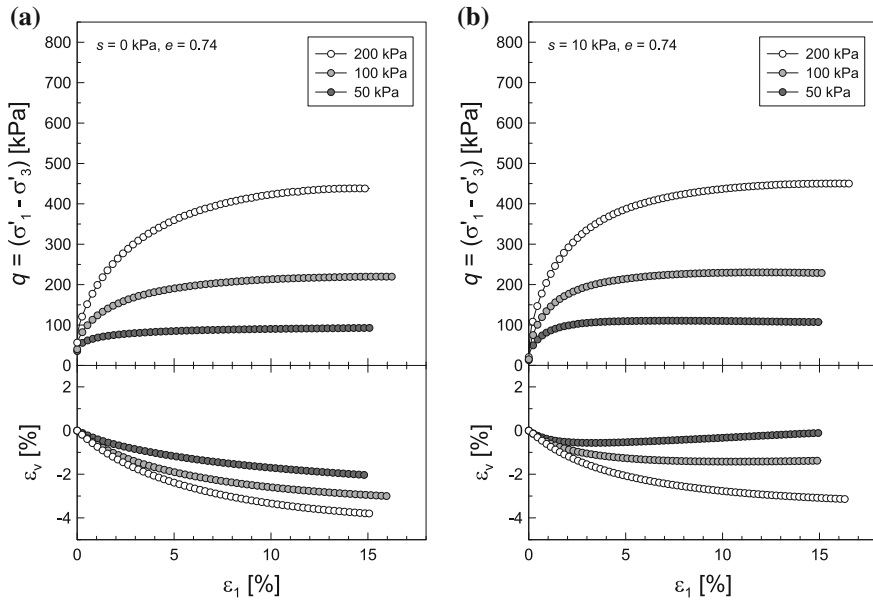 (a)
s = 0 kPa, e = 0.74
200 kPa
100 kPa
50 kPa
800
700
600
500
450
300
200
100
0
q = (σ'1 - σ'3) [kPa]
2
0
-2
-4
εv [%]
0 5 10 15
ε1 [%]
(b)
s = 10 kPa, e = 0.74
200 kPa
100 kPa
50 kPa
800
700
600
500
450
300
200
100
0
q = (σ'1 - σ'3) [kPa]
2
0
-2
-4
εv [%]
0 5 10 15
ε1 [%]